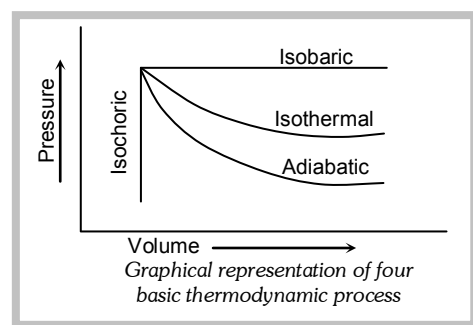 Isobaric
Pressure
Isothermal
Isochoric
Adiabatic
Volume
Graphical representation of four
basic thermodynamic process